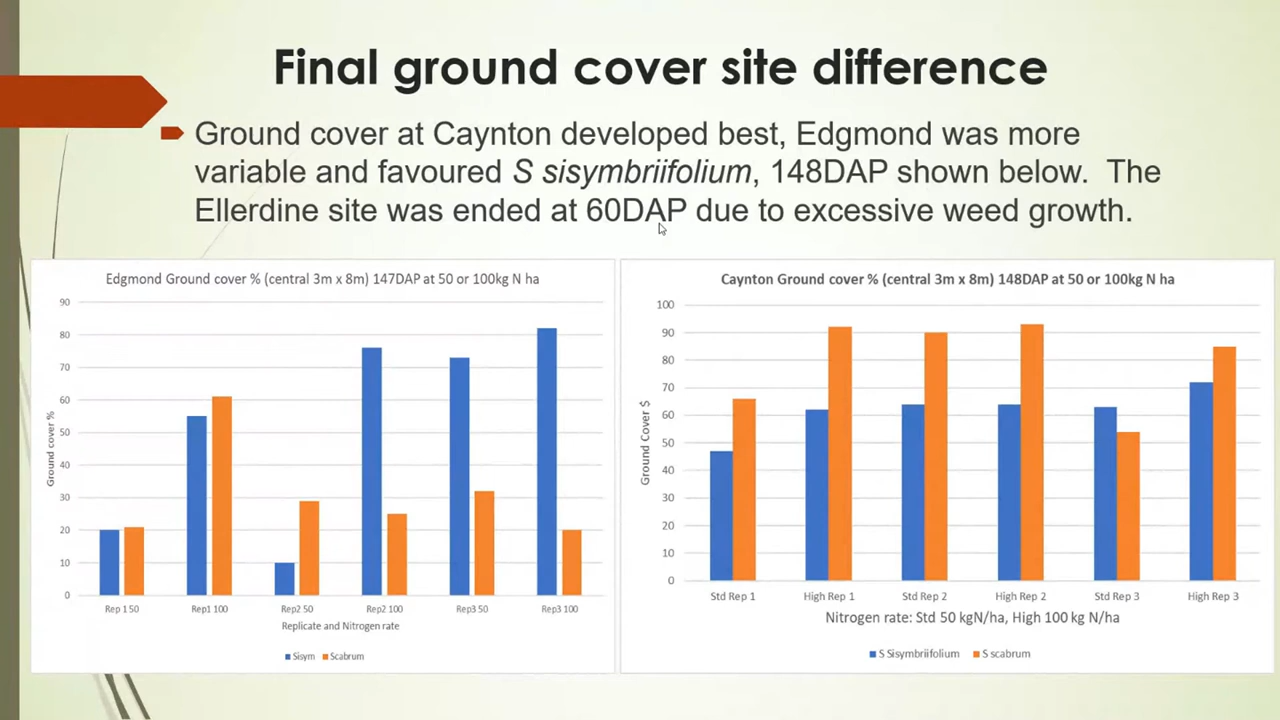 Final ground cover site difference
Ground cover at Caynton developed best, Edgmond was more
variable and favoured S sisymbriifolium, 148DAP shown below. The
Ellerdine site was ended at 60DAP due to excessive weed growth.
Edgmond Ground cover % (central 3m x 8m) 147DAP at 50 or 100kg N ha
90
80
70
60
50
40
30
20
10
0
Ground cover %
Rep 1 50 Rep1 100 Rep2 50 Rep2 100 Rep3 50 Rep3 100
Replicate and Nitrogen rate
Sisym Scabrum
Caynton Ground cover % (central 3m x 8m) 148DAP at 50 or 100kg N ha
100
90
80
70
60
50
40
30
20
10
0
Ground Cover $
Std Rep 1 High Rep 1 Std Rep 2 High Rep 2 Std Rep 3 High Rep 3
Nitrogen rate: Std 50 kgN/ha, High 100 kg N/ha
S Sisymbriifolium S scabrum